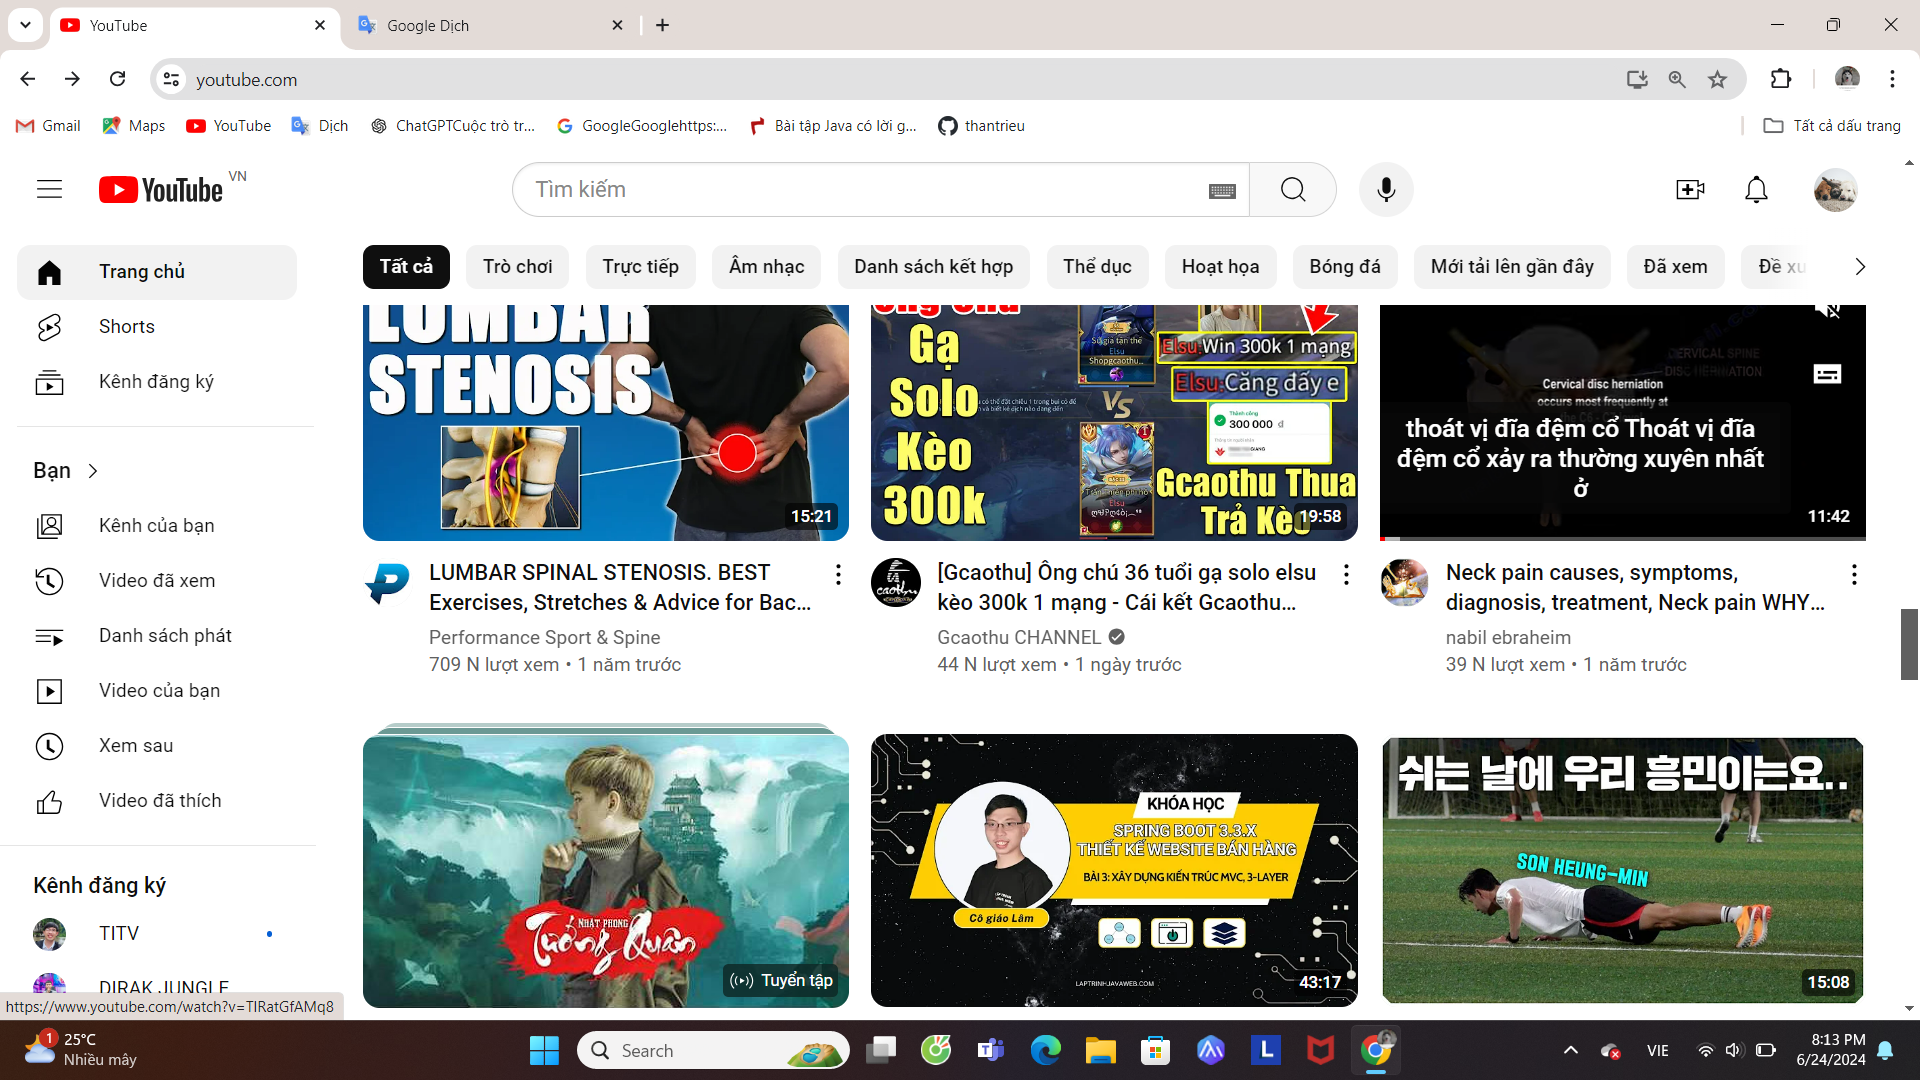 YouTube
Google Dịch
youtube.com
Gmail
Maps
YouTube
Dịch
ChatGPTCuộc trò tr...
GoogleGooglehttps:...
Bài tập Java có lời g...
thantrieu
Tất cả dấu trang
YouTube VN
Tìm kiếm
Trang chủ
Shorts
Kênh đăng ký
Bạn
Kênh của bạn
Video đã xem
Danh sách phát
Video của bạn
Xem sau
Video đã thích
Kênh đăng ký
TITV
DIRAK JUNGLE
https://www.youtube.com/watch?v=TlRatGfAMq8
Tất cả
Trò chơi
Trực tiếp
Âm nhạc
Danh sách kết hợp
Thể dục
Hoạt họa
Bóng đá
Mới tải lên gần đây
Đã xem
Đề xu
LUMBAR
STENOSIS
15:21
LUMBAR SPINAL STENOSIS. BEST
Exercises, Stretches & Advice for Bac...
Performance Sport & Spine
709 N lượt xem • 1 năm trước
Ông Chú
Gạ
Solo
Kèo
300k
VS
Elsu:Win 300k 1 mạng
Elsu:Căng đấy e
Thành công
300 000 đ
Gcaothu Thua
Trả Kèo
19:58
[Gcaothu] Ông chú 36 tuổi gạ solo elsu
kèo 300k 1 mạng - Cái kết Gcaothu...
Gcaothu CHANNEL
44 N lượt xem • 1 ngày trước
CERVICAL SPINE
DISC HERNIATION
Cervical disc herniation
occurs most frequently at
thoát vị đĩa đệm cổ Thoát vị đĩa
đệm cổ xảy ra thường xuyên nhất
ở
11:42
Neck pain causes, symptoms,
diagnosis, treatment, Neck pain WHY...
nabil ebraheim
39 N lượt xem • 1 năm trước
NHẬT PHONG
Tướng Quân
Tuyển tập
KHÓA HỌC
SPRING BOOT 3.3.X
THIẾT KẾ WEBSITE BÁN HÀNG
BÀI 3: XÂY DỰNG KIẾN TRÚC MVC, 3-LAYER
Cô giáo Lâm
LAPTRINHJAVAWEB.COM
43:17
쉬는 날에 우리 흥민이는요..
SON HEUNG-MIN
15:08
1
25°C
Nhiều mây
Search
VIE
8:13 PM
6/24/2024